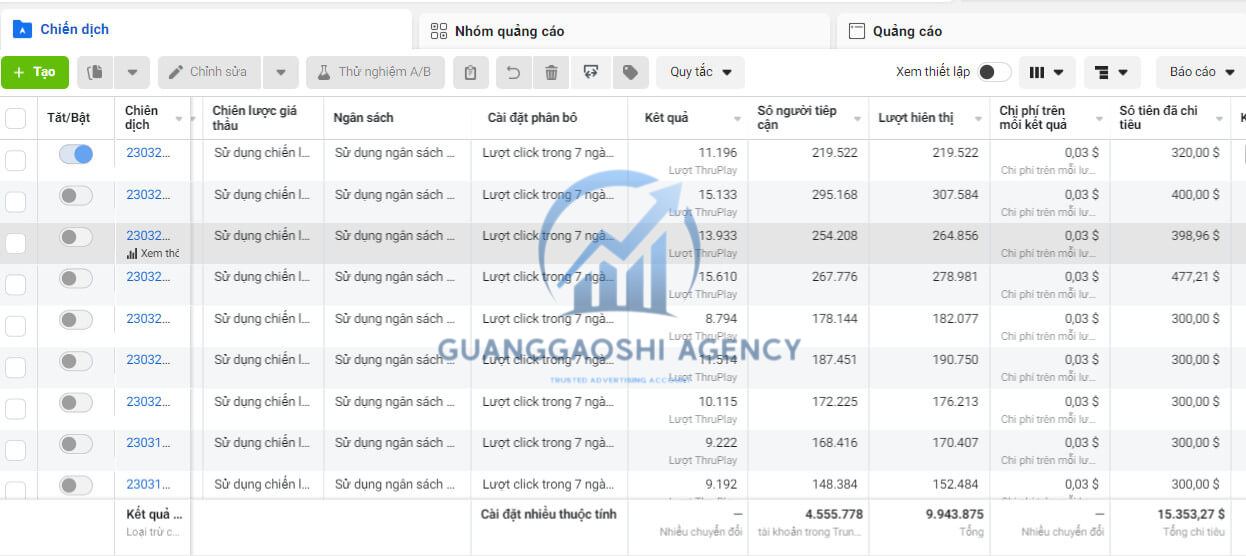 Chiến dịch
Nhóm quảng cáo
Quảng cáo
+ Tạo
Chỉnh sửa
Thử nghiệm A/B
Quy tắc
Xem thiết lập
Báo cáo
Tắt/Bật
Chiến dịch
Chiến lược giá thầu
Ngân sách
Cài đặt phân bổ
Kết quả
Số người tiếp cận
Lượt hiển thị
Chi phí trên mỗi kết quả
Số tiền đã chi tiêu
23032... Sử dụng chiến l... Sử dụng ngân sách ... Lượt click trong 7 ngà... 11.196 219.522 219.522 0,03 $ 320,00 $
Lượt ThruPlay Chi phí trên mỗi lư...
23032... Sử dụng chiến l... Sử dụng ngân sách ... Lượt click trong 7 ngà... 15.133 295.168 307.584 0,03 $ 400,00 $
Lượt ThruPlay Chi phí trên mỗi lư...
23032... Sử dụng chiến l... Sử dụng ngân sách ... Lượt click trong 7 ngà... 13.933 254.208 264.856 0,03 $ 398,96 $
Xem Lượt ThruPlay Chi phí trên mỗi lư...
23032... Sử dụng chiến l... Sử dụng ngân sách ... Lượt click trong 7 ngà... 15.610 267.776 278.981 0,03 $ 477,21 $
Lượt ThruPlay Chi phí trên mỗi lư...
23032... Sử dụng chiến l... Sử dụng ngân sách ... Lượt click trong 7 ngà... 8.794 178.144 182.077 0,03 $ 300,00 $
Lượt ThruPlay Chi phí trên mỗi lư...
GUANGGAOSHI AGENCY
TRUSTED ADVERTISING ACCOUNT
23032... Sử dụng chiến l... Sử dụng ngân sách ... Lượt click trong 7 ngà... 11.514 187.451 190.750 0,03 $ 300,00 $
Lượt ThruPlay Chi phí trên mỗi lư...
23032... Sử dụng chiến l... Sử dụng ngân sách ... Lượt click trong 7 ngà... 10.115 172.225 176.213 0,03 $ 300,00 $
Lượt ThruPlay Chi phí trên mỗi lư...
23031... Sử dụng chiến l... Sử dụng ngân sách ... Lượt click trong 7 ngà... 9.222 168.416 170.407 0,03 $ 300,00 $
Lượt ThruPlay Chi phí trên mỗi lư...
23031... Sử dụng chiến l... Sử dụng ngân sách ... Lượt click trong 7 ngà... 9.192 148.384 152.484 0,03 $ 300,00 $
Kết quả ... Cài đặt nhiều thuộc tính — 4.555.778 9.943.875 — 15.353,27 $
Loại trừ c... Nhiều chuyển đổi tài khoản trong Trun... Tổng Nhiều chuyển đổi Tổng chi tiêu